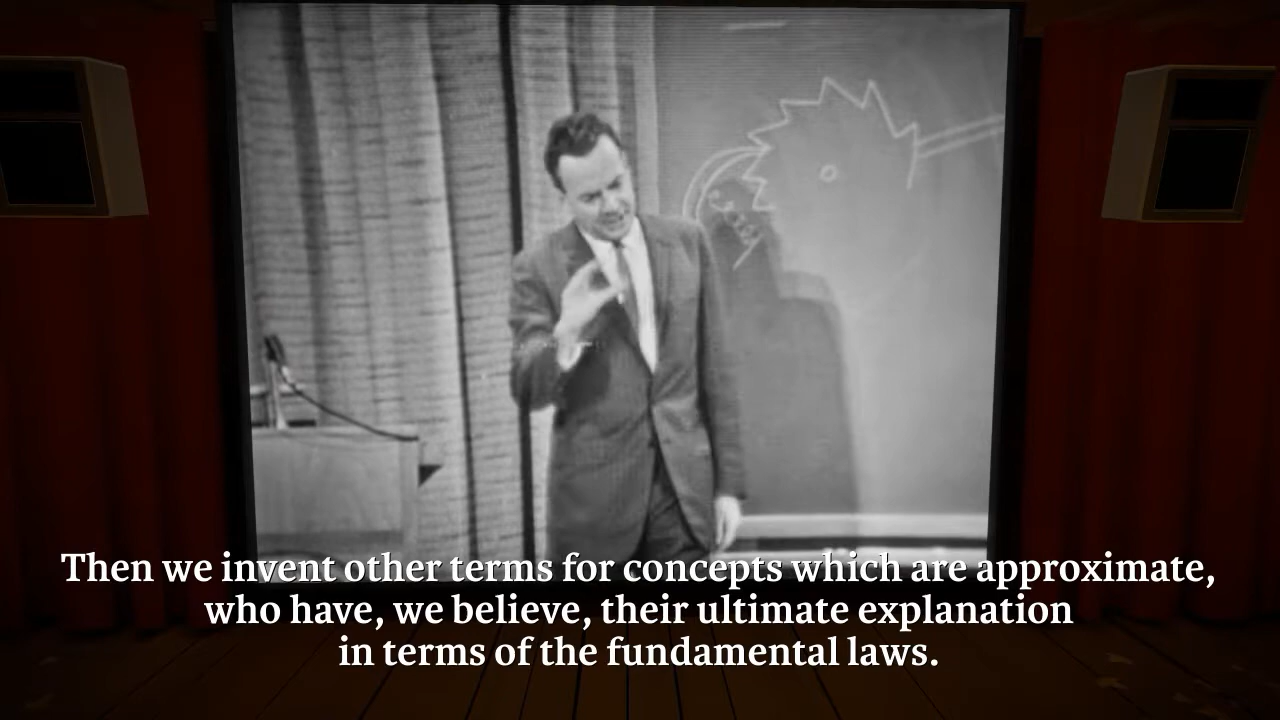 Then we invent other terms for concepts which are approximate,
who have, we believe, their ultimate explanation
in terms of the fundamental laws.